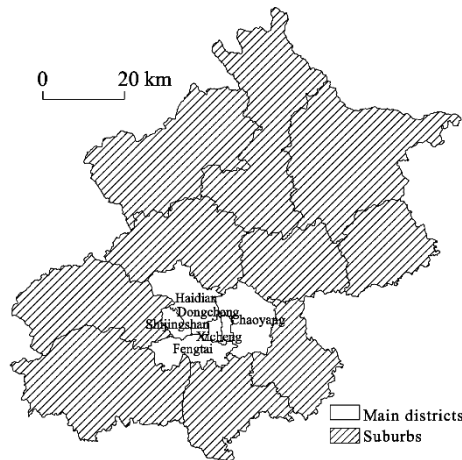 0 20 km
Haidian
Dongcheng
Shijingshan
Chaoyang
Xicheng
Fengtai
Main districts
Suburbs